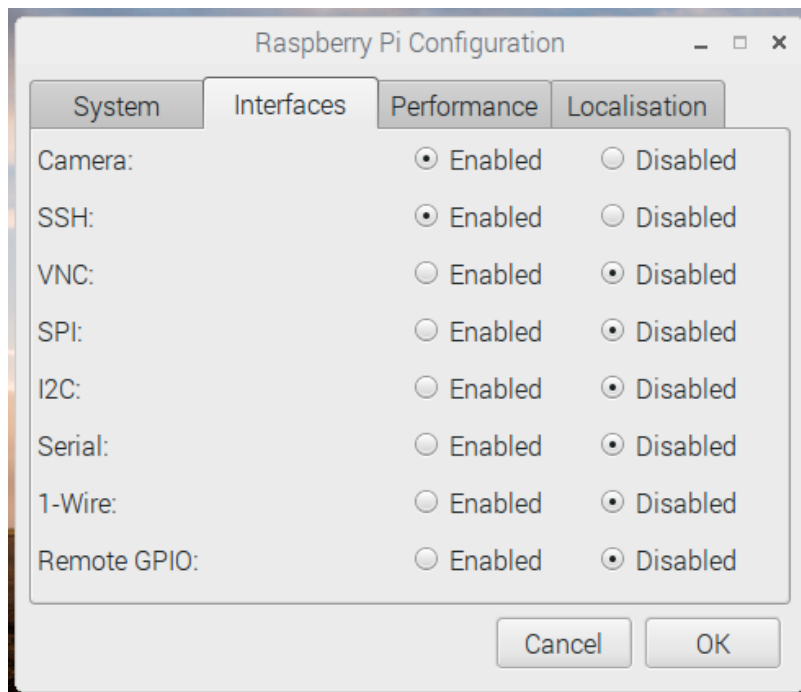 Raspberry Pi Configuration
System Interfaces Performance Localisation
Camera: Enabled Disabled
SSH: Enabled Disabled
VNC: Enabled Disabled
SPI: Enabled Disabled
I2C: Enabled Disabled
Serial: Enabled Disabled
1-Wire: Enabled Disabled
Remote GPIO: Enabled Disabled
Cancel OK